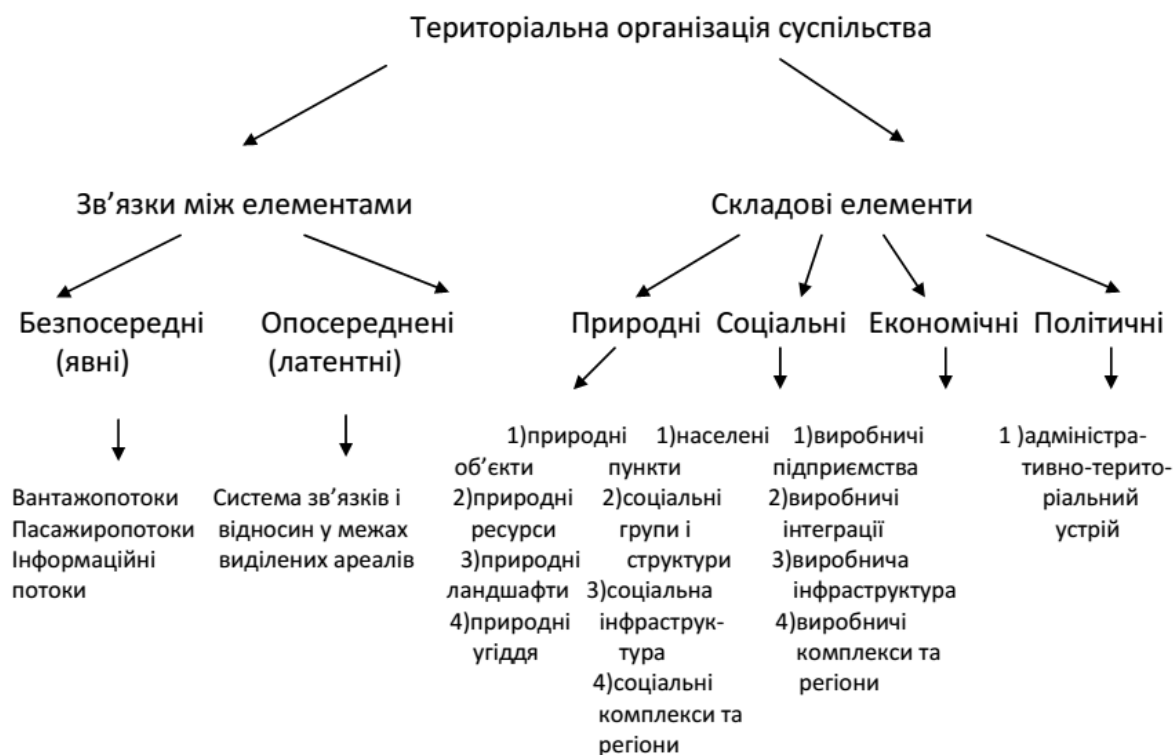 Територіальна організація суспільства
Зв’язки між елементами
Складові елементи
Безпосередні
(явні)
Опосереднені
(латентні)
Природні
Соціальні
Економічні
Політичні
Вантажопотоки
Пасажиропотоки
Інформаційні
потоки
Система зв’язків і
відносин у межах
виділених ареалів
1)природні
об’єкти
2)природні
ресурси
3)природні
ландшафти
4)природні
угіддя
1)населені
пункти
2)соціальні
групи і
структури
3)соціальна
інфраструк-
тура
4)соціальні
комплекси та
регіони
1)виробничі
підприємства
2)виробничі
інтеграції
3)виробнича
інфраструктура
4)виробничі
комплекси та
регіони
1 )адміністра-
тивно-терито-
ріальний
устрій